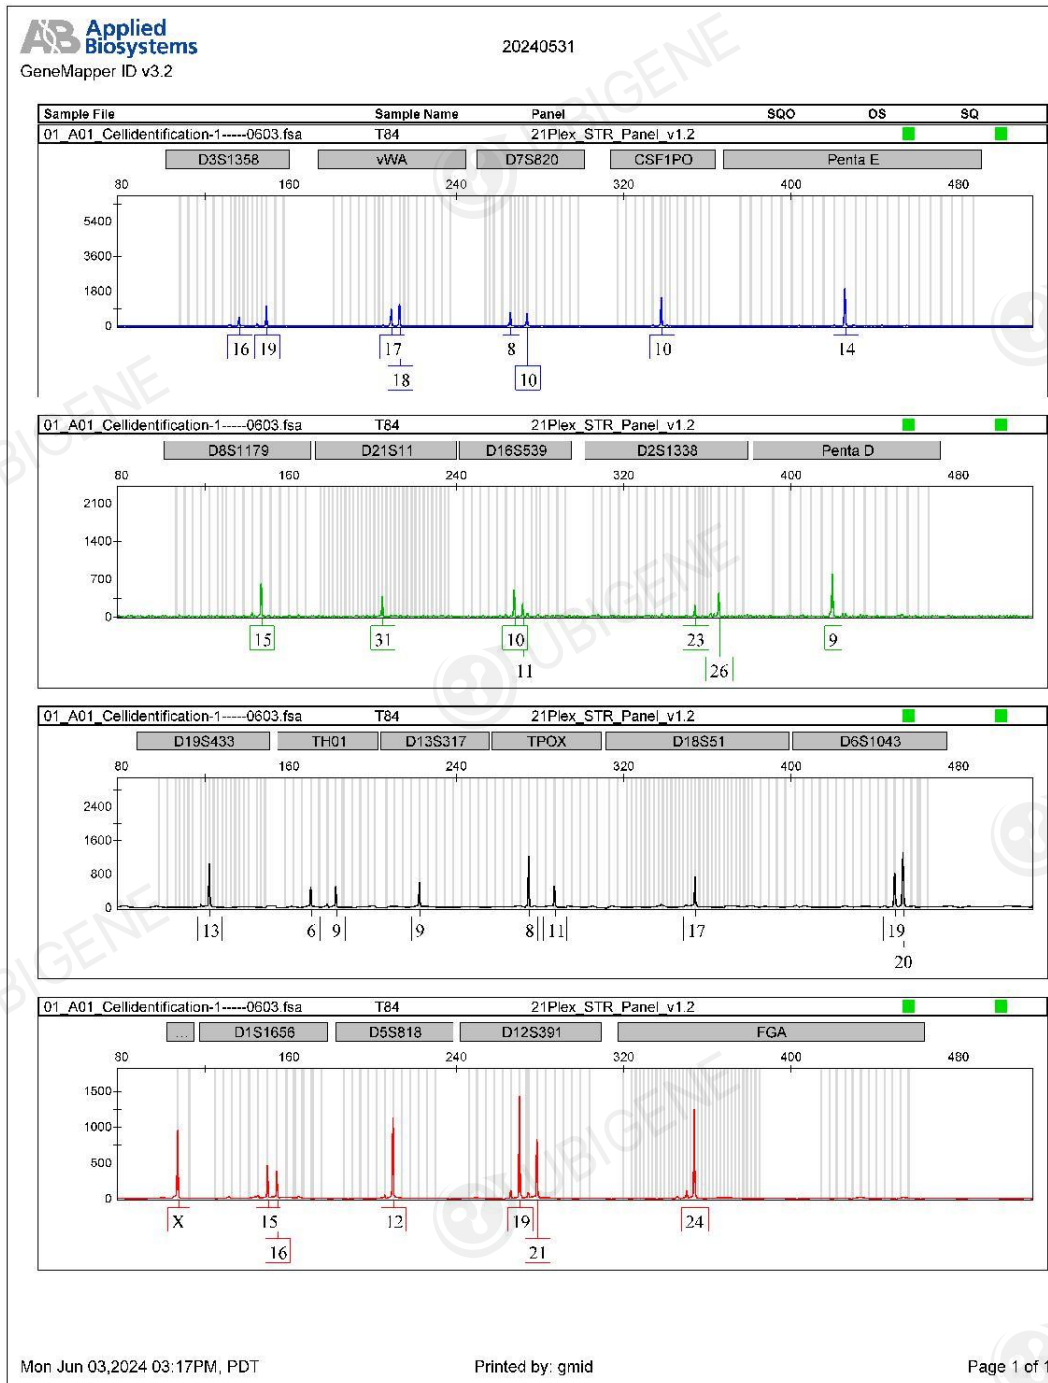 AB Applied
Biosystems
GeneMapper ID v3.2
20240531
Sample File Sample Name Panel SQO OS SQ
01_A01_Cellidentification-1-----0603.fsa T84 21Plex_STR_Panel_v1.2
D3S1358 vWA D7S820 CSF1PO Penta E
80 160 240 320 400 480
5400
3600
1800
0
16 19 17 8 10 14
18 10
01_A01_Cellidentification-1-----0603.fsa T84 21Plex_STR_Panel_v1.2
D8S1179 D21S11 D16S539 D2S1338 Penta D
80 160 240 320 400 480
2100
1400
700
0
15 31 10 23 9
11 26
01_A01_Cellidentification-1-----0603.fsa T84 21Plex_STR_Panel_v1.2
D19S433 TH01 D13S317 TPOX D18S51 D6S1043
80 160 240 320 400 480
2400
1600
800
0
13 6 9 9 8 11 17 19
20
01_A01_Cellidentification-1-----0603.fsa T84 21Plex_STR_Panel_v1.2
... D1S1656 D5S818 D12S391 FGA
80 160 240 320 400 480
1500
1000
500
0
X 15 12 19 24
16 21
Mon Jun 03,2024 03:17PM, PDT Printed by: gmid Page 1 of 1
UBIGENE
UBIGENE
UBIGENE
UBIGENE